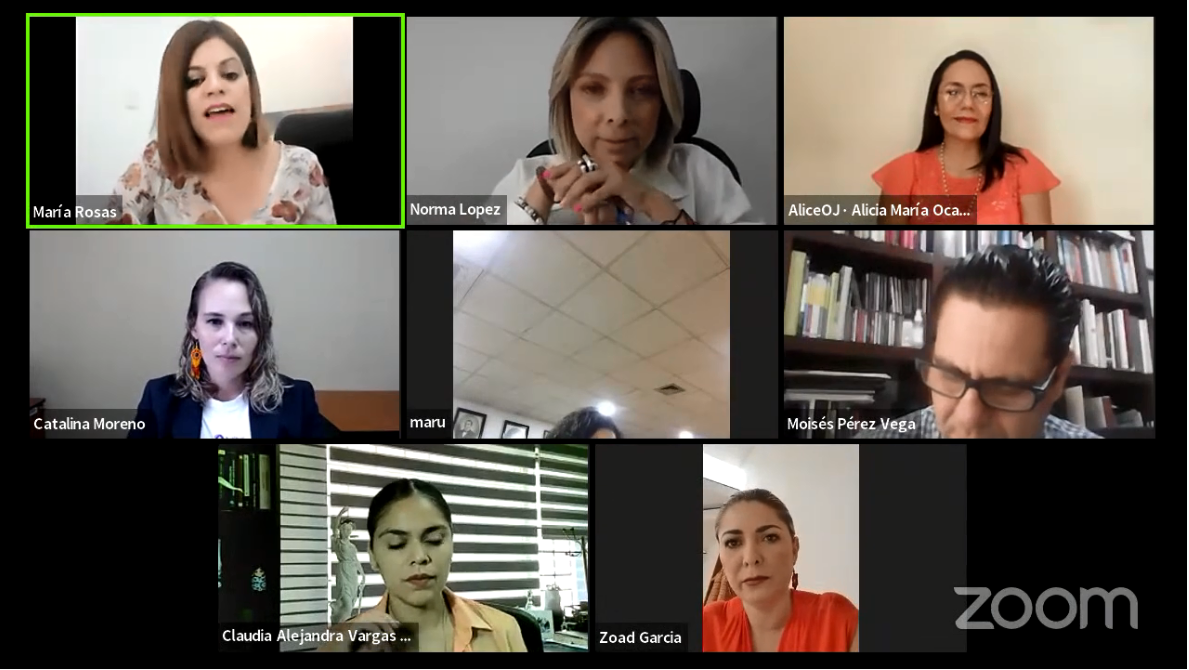 María Rosas
Norma Lopez
AliceOJ - Alicia María Oca...
Catalina Moreno
maru
Moisés Pérez Vega
Claudia Alejandra Vargas ...
Zoad Garcia
zoom